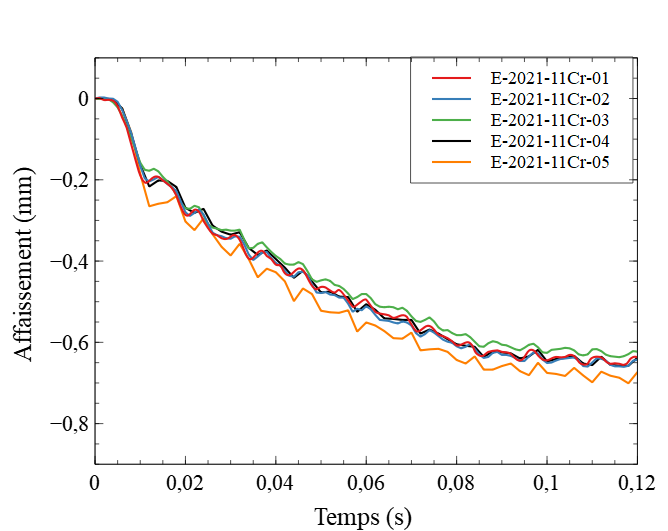 E-2021-11Cr-01
E-2021-11Cr-02
E-2021-11Cr-03
E-2021-11Cr-04
E-2021-11Cr-05
Affaissement (mm)
0
−0,2
−0,4
−0,6
−0,8
0 0,02 0,04 0,06 0,08 0,1 0,12
Temps (s)